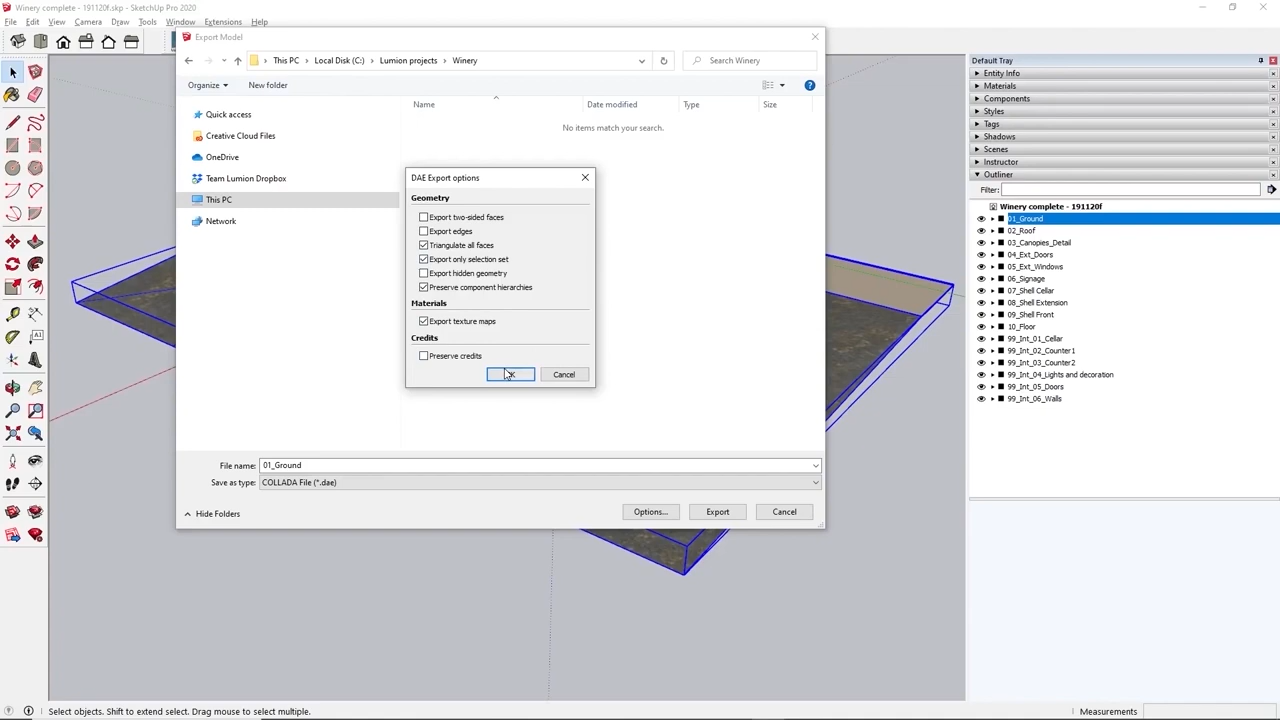 Winery complete - 191120f.skp - SketchUp Pro 2020
File Edit View Camera Draw Tools Window Extensions Help
Export Model
This PC Local Disk (C:) Lumion projects Winery
Search Winery
Organize New folder
Name Date modified Type Size
No items match your search.
Quick access
Creative Cloud Files
OneDrive
Team Lumion Dropbox
This PC
Network
DAE Export options
Geometry
Export two-sided faces
Export edges
Triangulate all faces
Export only selection set
Export hidden geometry
Preserve component hierarchies
Materials
Export texture maps
Credits
Preserve credits
Cancel
File name: 01_Ground
Save as type: COLLADA File (*.dae)
Hide Folders Options... Export Cancel
Default Tray
Entity Info
Materials
Components
Styles
Tags
Shadows
Scenes
Instructor
Outliner
Filter:
Winery complete - 191120f
01_Ground
02_Roof
03_Canopies_Detail
04_Ext_Doors
05_Ext_Windows
06_Signage
07_Shell Cellar
08_Shell Extension
09_Shell Front
10_Floor
99_Int_01_Cellar
99_Int_02_Counter1
99_Int_03_Counter2
99_Int_04_Lights and decoration
99_Int_05_Doors
99_Int_06_Walls
Select objects. Shift to extend select. Drag mouse to select multiple.
Measurements